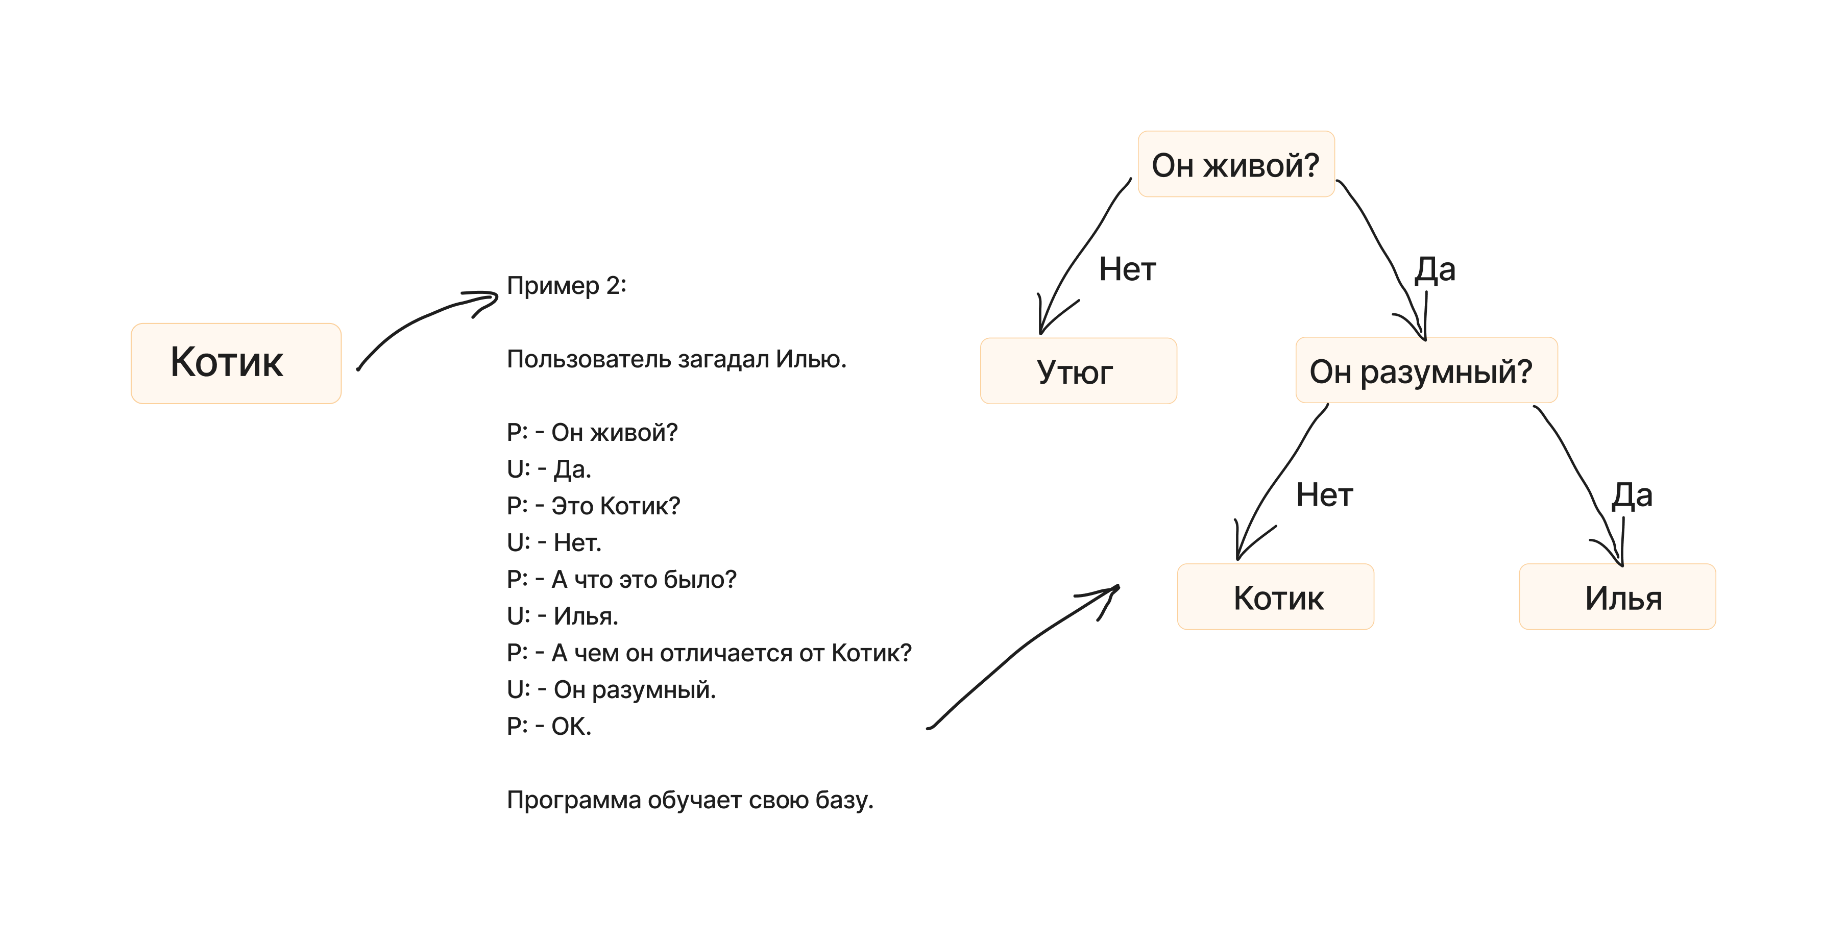 Котик
Пример 2:
Пользователь загадал Илью.
P: - Он живой?
U: - Да.
P: - Это Котик?
U: - Нет.
P: - А что это было?
U: - Илья.
P: - А чем он отличается от Котик?
U: - Он разумный.
P: - ОК.
Программа обучает свою базу.
Он живой?
Нет
Да
Утюг
Он разумный?
Нет
Да
Котик
Илья